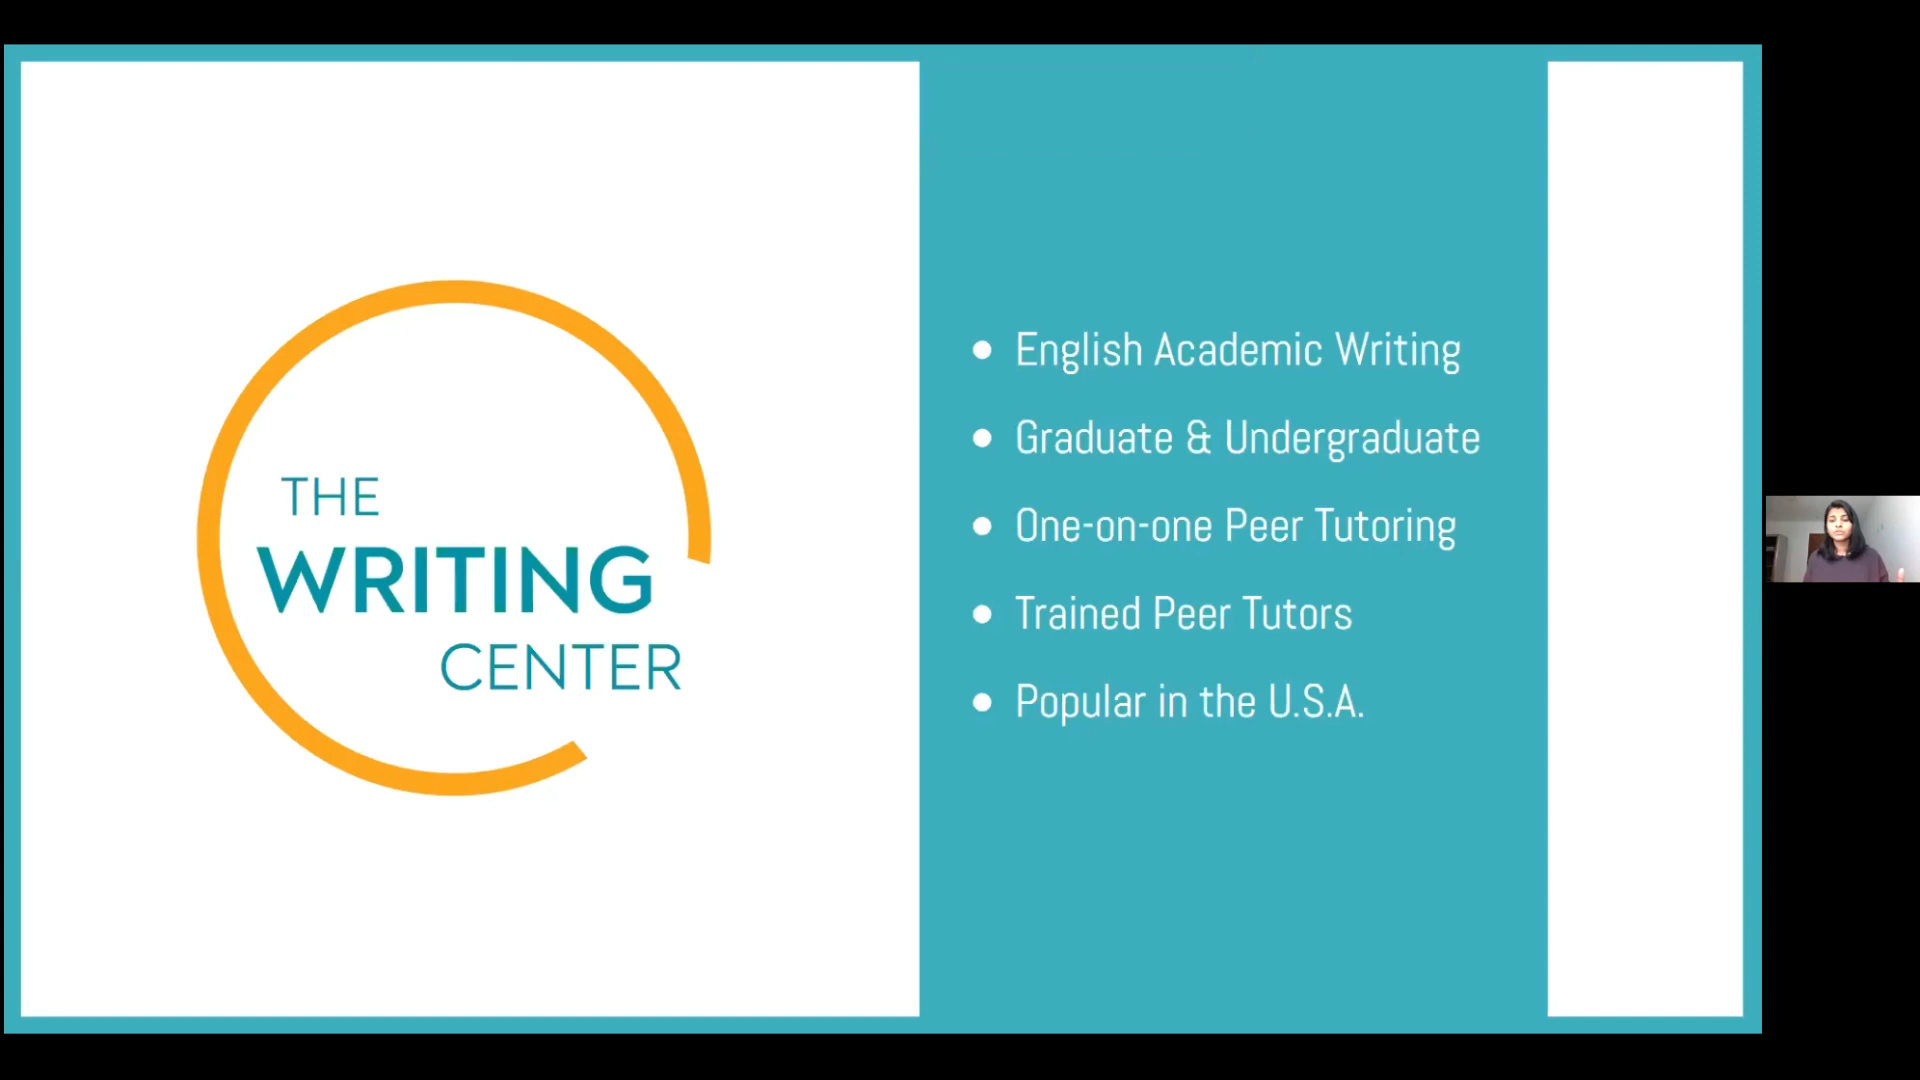 THE
WRITING
CENTER
English Academic Writing
Graduate & Undergraduate
One-on-one Peer Tutoring
Trained Peer Tutors
Popular in the U.S.A.